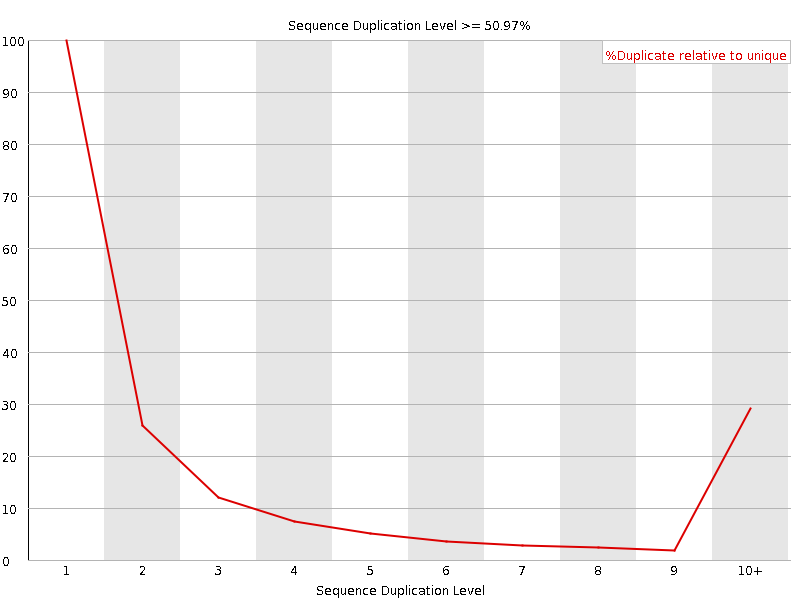 Sequence Duplication Level >= 50.97%
%Duplicate relative to unique
100
90
80
70
60
50
40
30
20
10
0
1 2 3 4 5 6 7 8 9 10+
Sequence Duplication Level